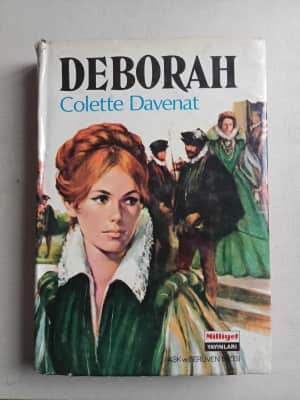 DEBORAH
Colette Davenat
Milliyet
YAYINLARI
AŞK ve SERÜVEN DİZİSİ